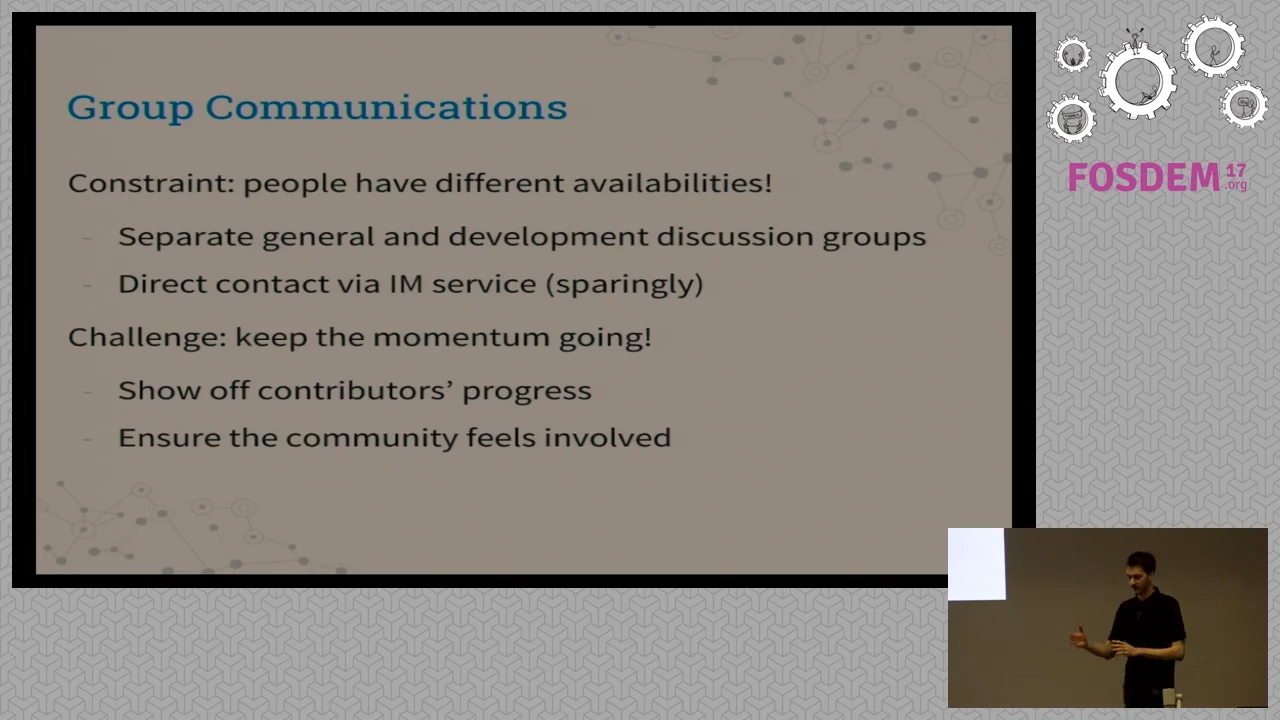 Group Communications
Constraint: people have different availabilities!
- Separate general and development discussion groups
- Direct contact via IM service (sparingly)
Challenge: keep the momentum going!
- Show off contributors’ progress
- Ensure the community feels involved
FOSDEM 17
.org